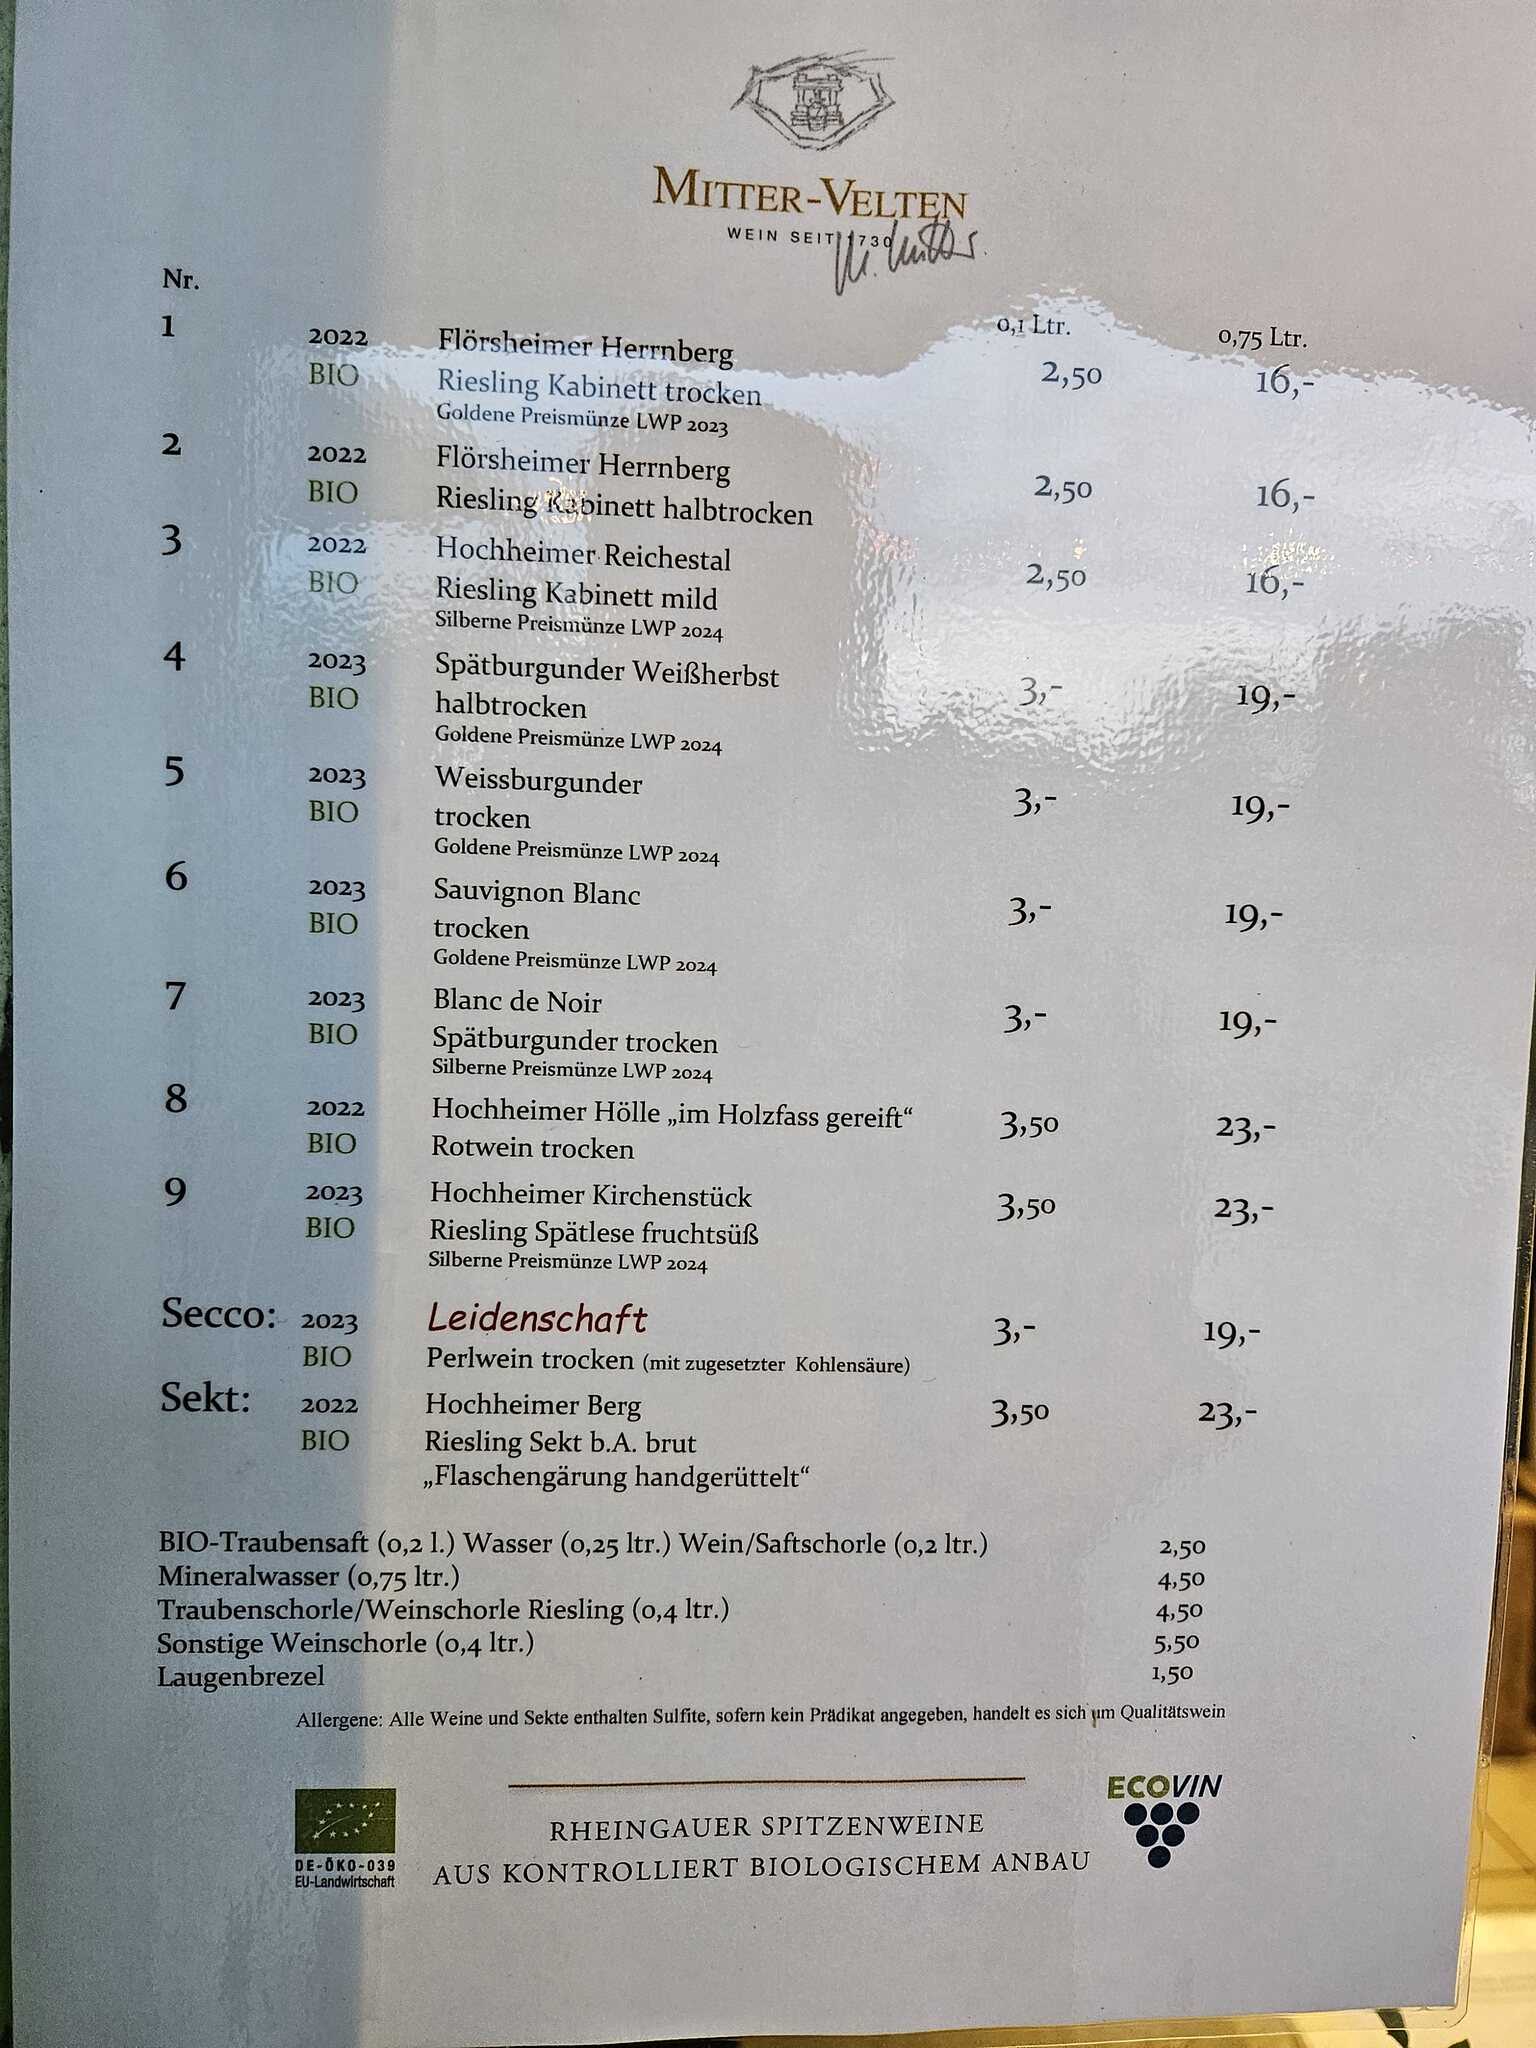 MITTER-VELTEN
WEIN SEIT 1730
Nr.
0,1 Ltr. 0,75 Ltr.
1 2022 Flörsheimer Herrnberg
BIO Riesling Kabinett trocken 2,50 16,-
Goldene Preismünze LWP 2023
2 2022 Flörsheimer Herrnberg
BIO Riesling Kabinett halbtrocken 2,50 16,-
3 2022 Hochheimer Reichestal
BIO Riesling Kabinett mild 2,50 16,-
Silberne Preismünze LWP 2024
4 2023 Spätburgunder Weißherbst
BIO halbtrocken 3,- 19,-
Goldene Preismünze LWP 2024
5 2023 Weissburgunder
BIO trocken 3,- 19,-
Goldene Preismünze LWP 2024
6 2023 Sauvignon Blanc
BIO trocken 3,- 19,-
Goldene Preismünze LWP 2024
7 2023 Blanc de Noir
BIO Spätburgunder trocken 3,- 19,-
Silberne Preismünze LWP 2024
8 2022 Hochheimer Hölle „im Holzfass gereift“ 3,50 23,-
BIO Rotwein trocken
9 2023 Hochheimer Kirchenstück 3,50 23,-
BIO Riesling Spätlese fruchtsüß
Silberne Preismünze LWP 2024
Secco: 2023 Leidenschaft 3,- 19,-
BIO Perlwein trocken (mit zugesetzter Kohlensäure)
Sekt: 2022 Hochheimer Berg 3,50 23,-
BIO Riesling Sekt b.A. brut
„Flaschengärung handgerüttelt“
BIO-Traubensaft (0,2 l.) Wasser (0,25 ltr.) Wein/Saftschorle (0,2 ltr.) 2,50
Mineralwasser (0,75 ltr.) 4,50
Traubenschorle/Weinschorle Riesling (0,4 ltr.) 4,50
Sonstige Weinschorle (0,4 ltr.) 5,50
Laugenbrezel 1,50
Allergene: Alle Weine und Sekte enthalten Sulfite, sofern kein Prädikat angegeben, handelt es sich um Qualitätswein
DE-ÖKO-039
EU-Landwirtschaft
RHEINGAUER SPITZENWEINE
AUS KONTROLLIERT BIOLOGISCHEM ANBAU
ECOVIN